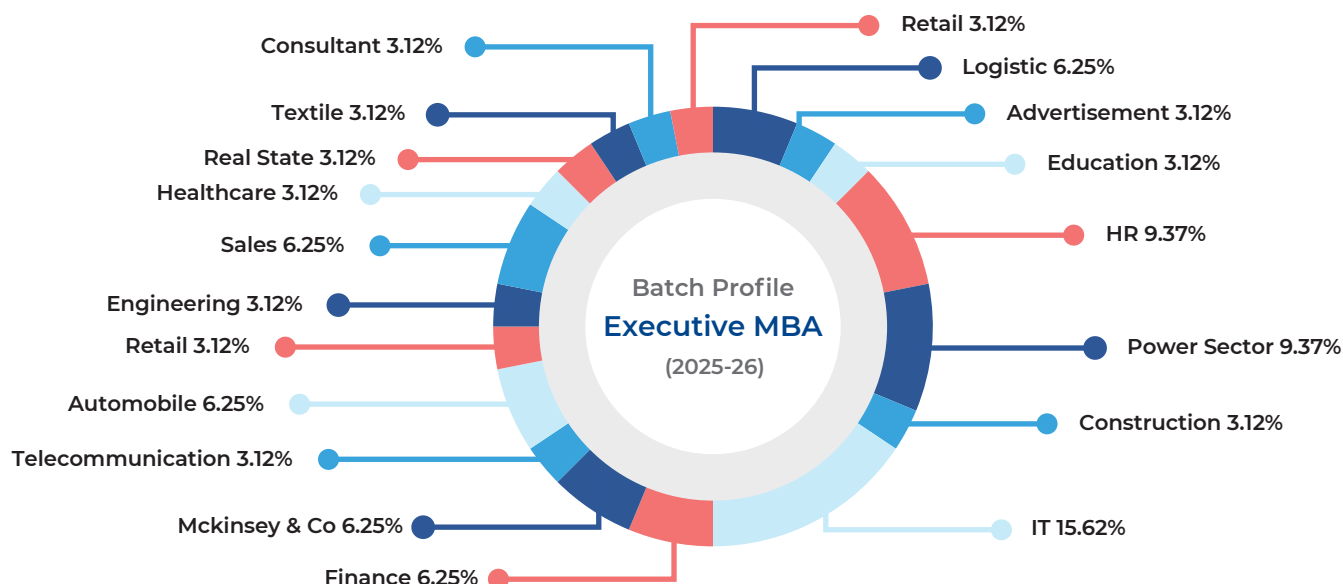 Retail 3.12%
Consultant 3.12%
Logistic 6.25%
Textile 3.12%
Advertisement 3.12%
Real State 3.12%
Education 3.12%
Healthcare 3.12%
HR 9.37%
Sales 6.25%
Batch Profile
Executive MBA
(2025-26)
Engineering 3.12%
Retail 3.12%
Power Sector 9.37%
Automobile 6.25%
Construction 3.12%
Telecommunication 3.12%
Mckinsey & Co 6.25%
IT 15.62%
Finance 6.25%